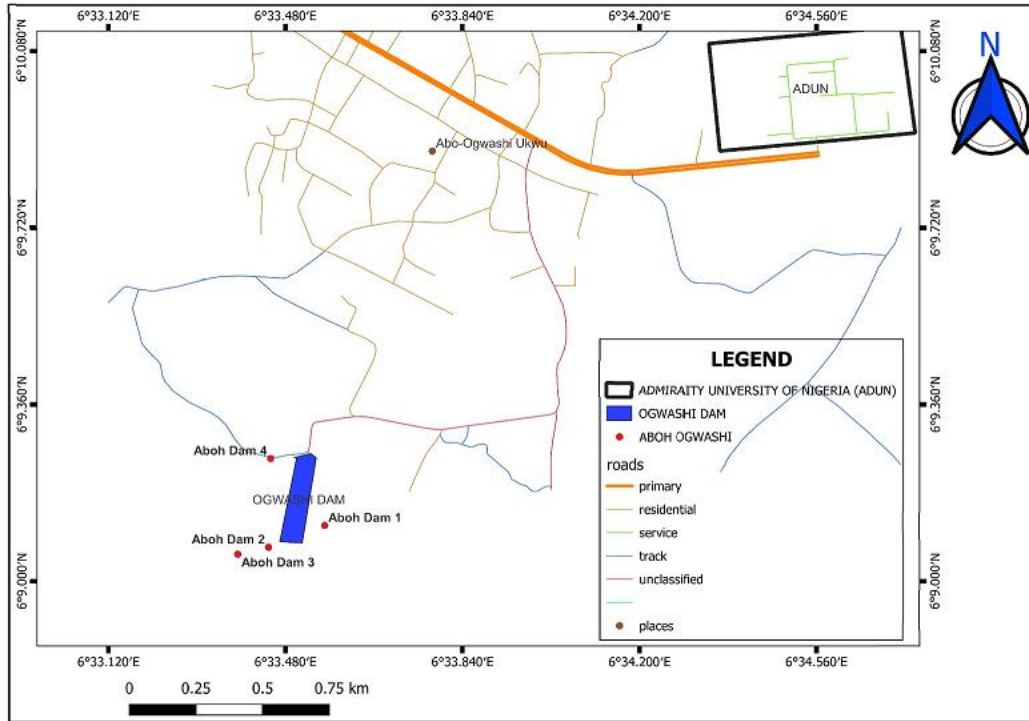 6°33.120'E 6°33.480'E 6°33.840'E 6°34.200'E 6°34.560'E
6°10.080'N
6°10.080'N
N
ADUN
Abo-Ogwashi Ukwu
6°9.720'N
6°9.720'N
LEGEND
ADMIRAITY UNIVERSITY OF NIGERIA (ADUN)
OGWASHI DAM
ABOH OGWASHI
roads
primary
residential
service
track
unclassified
places
6°9.360'N
6°9.360'N
Aboh Dam 4
OGWASHI DAM
Aboh Dam 1
Aboh Dam 2
Aboh Dam 3
6°9.000'N
6°9.000'N
6°33.120'E 6°33.480'E 6°33.840'E 6°34.200'E 6°34.560'E
0 0.25 0.5 0.75 km